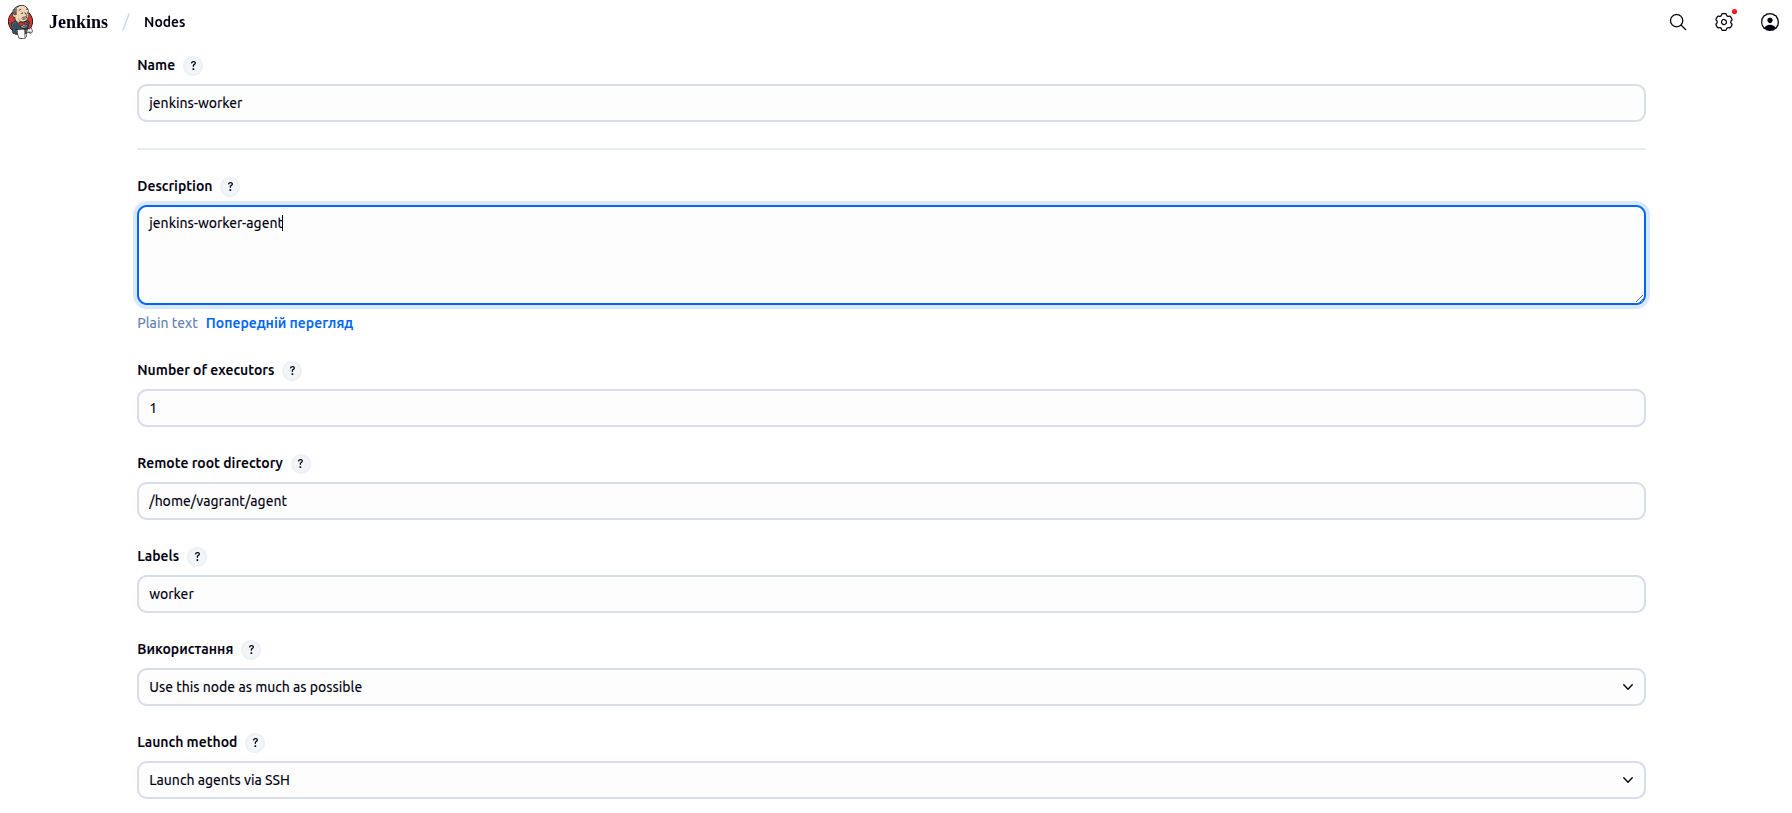 Jenkins / Nodes
Name ?
jenkins-worker
Description ?
jenkins-worker-agent
Plain text Попередній перегляд
Number of executors ?
1
Remote root directory ?
/home/vagrant/agent
Labels ?
worker
Використання ?
Use this node as much as possible
Launch method ?
Launch agents via SSH